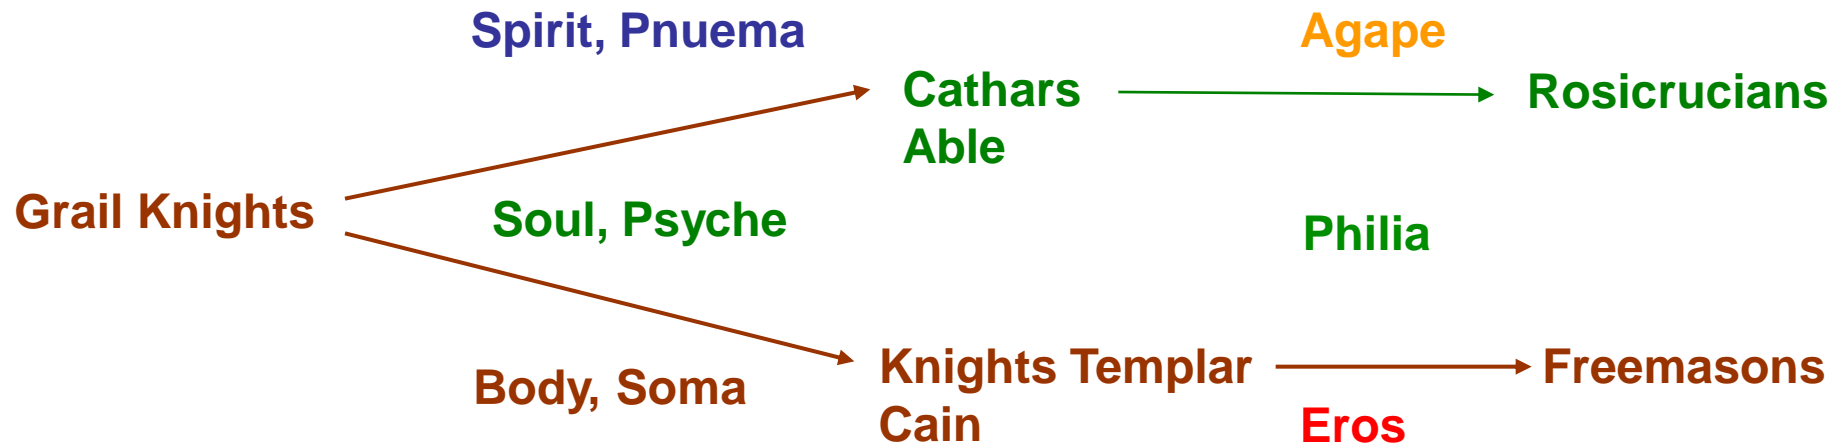 Spirit, Pnuema
Agape
Cathars
Able
Rosicrucians
Grail Knights
Soul, Psyche
Philia
Body, Soma
Knights Templar
Cain
Freemasons
Eros